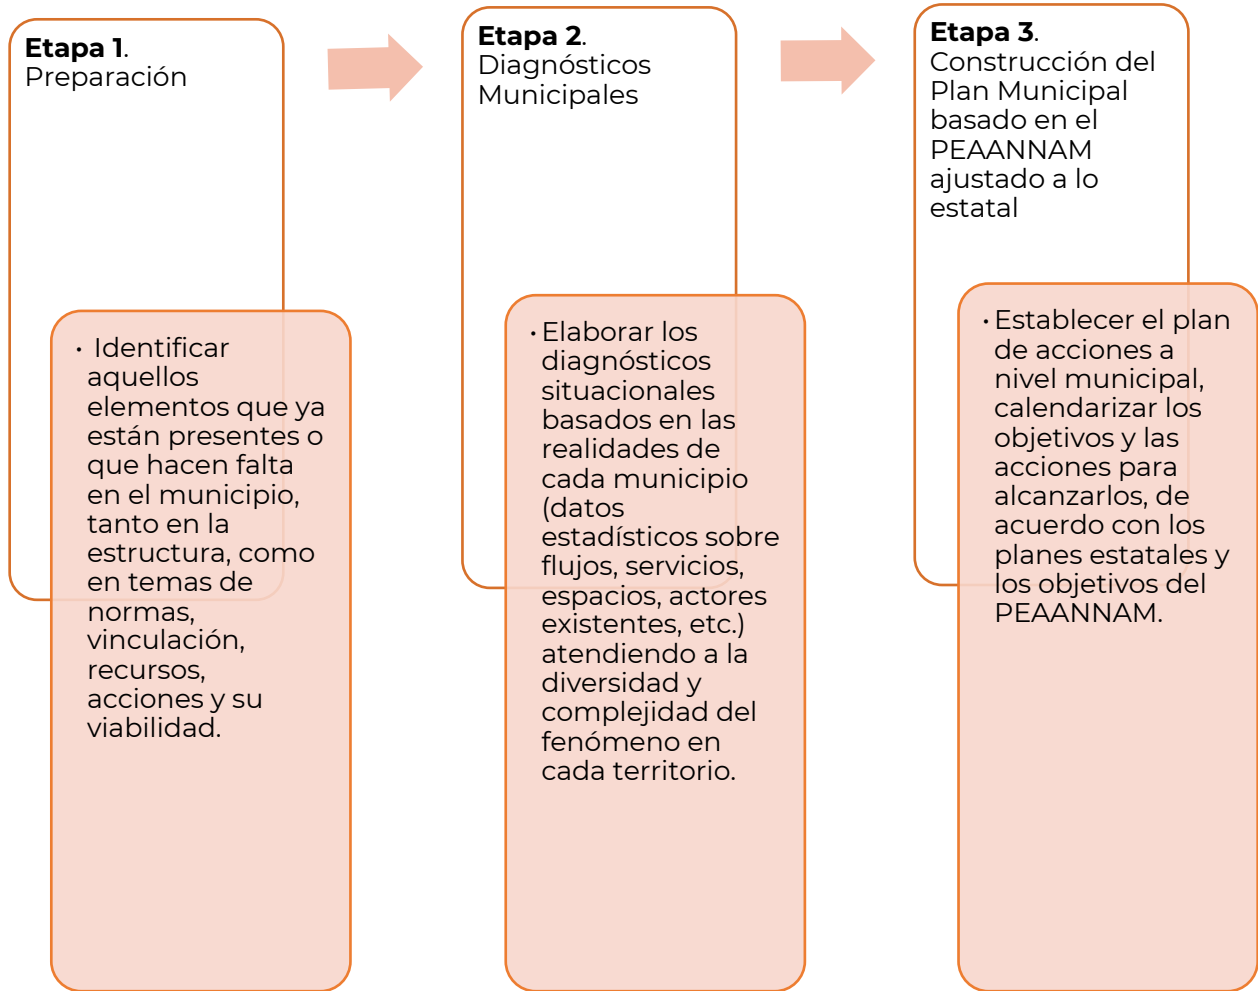 Etapa 1.
Preparación
· Identificar
aquellos
elementos que ya
están presentes o
que hacen falta
en el municipio,
tanto en la
estructura, como
en temas de
normas,
vinculación,
recursos,
acciones y su
viabilidad.
Etapa 2.
Diagnósticos
Municipales
· Elaborar los
diagnósticos
situacionales
basados en las
realidades de
cada municipio
(datos
estadísticos sobre
flujos, servicios,
espacios, actores
existentes, etc.)
atendiendo a la
diversidad y
complejidad del
fenómeno en
cada territorio.
Etapa 3.
Construcción del
Plan Municipal
basado en el
PEAANNAM
ajustado a lo
estatal
· Establecer el plan
de acciones a
nivel municipal,
calendarizar los
objetivos y las
acciones para
alcanzarlos, de
acuerdo con los
planes estatales y
los objetivos del
PEAANNAM.